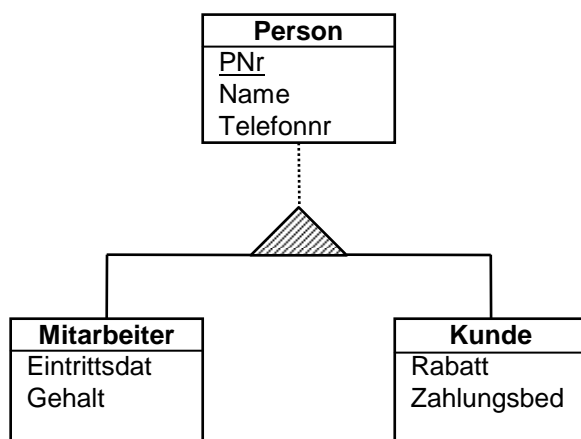 Person
PNr
Name
Telefonnr
Mitarbeiter
Eintrittsdat
Gehalt
Kunde
Rabatt
Zahlungsbed